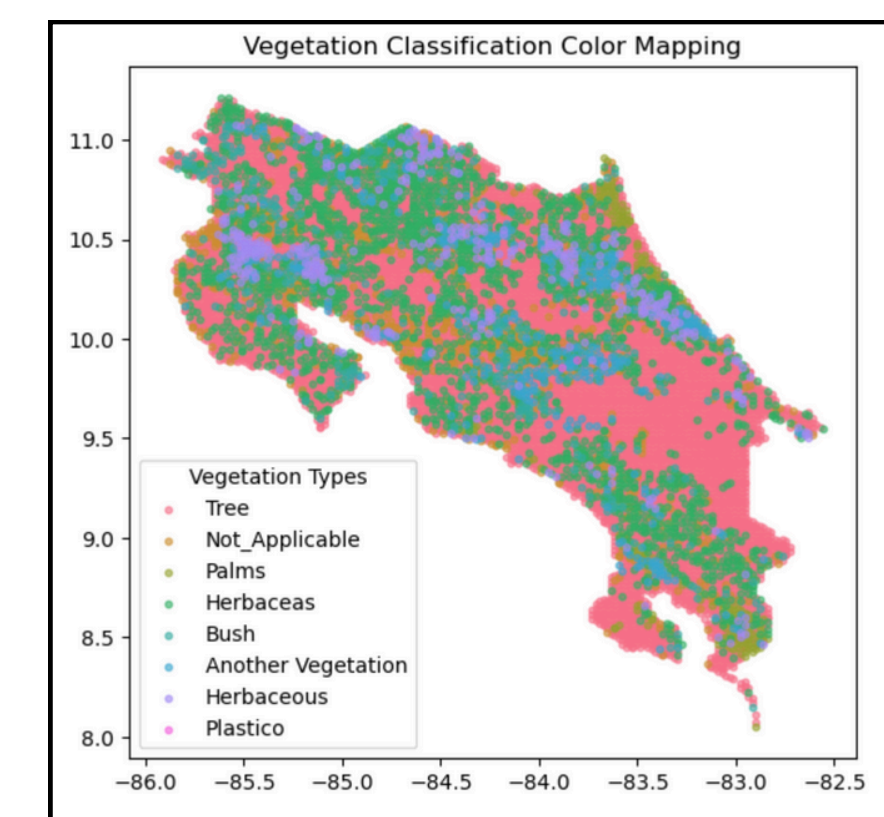 Vegetation Classification Color Mapping
11.0
10.5
10.0
9.5
9.0
8.5
8.0
Vegetation Types
Tree
Not_Applicable
Palms
Herbaceas
Bush
Another Vegetation
Herbaceous
Plastico
−86.0 −85.5 −85.0 −84.5 −84.0 −83.5 −83.0 −82.5